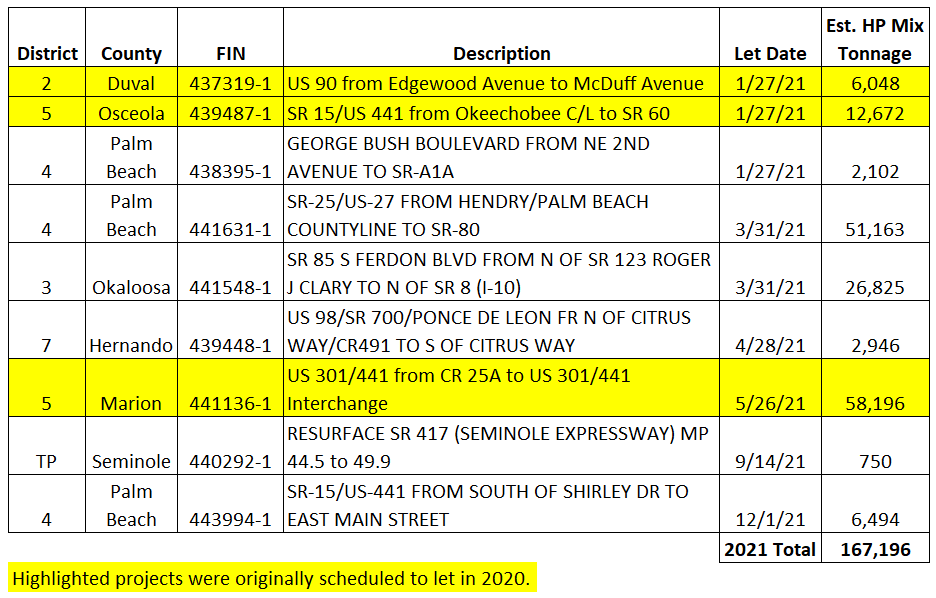 District County FIN Description Let Date Est. HP Mix Tonnage
2 Duval 437319-1 US 90 from Edgewood Avenue to McDuff Avenue 1/27/21 6,048
5 Osceola 439487-1 SR 15/US 441 from Okeechobee C/L to SR 60 1/27/21 12,672
Palm GEORGE BUSH BOULEVARD FROM NE 2ND
4 Beach 438395-1 AVENUE TO SR-A1A 1/27/21 2,102
Palm SR-25/US-27 FROM HENDRY/PALM BEACH
4 Beach 441631-1 COUNTYLINE TO SR-80 3/31/21 51,163
SR 85 S FERDON BLVD FROM N OF SR 123 ROGER
3 Okaloosa 441548-1 J CLARY TO N OF SR 8 (I-10) 3/31/21 26,825
US 98/SR 700/PONCE DE LEON FR N OF CITRUS
7 Hernando 439448-1 WAY/CR491 TO S OF CITRUS WAY 4/28/21 2,946
US 301/441 from CR 25A to US 301/441
5 Marion 441136-1 Interchange 5/26/21 58,196
RESURFACE SR 417 (SEMINOLE EXPRESSWAY) MP
TP Seminole 440292-1 44.5 to 49.9 9/14/21 750
Palm SR-15/US-441 FROM SOUTH OF SHIRLEY DR TO
4 Beach 443994-1 EAST MAIN STREET 12/1/21 6,494
2021 Total 167,196
Highlighted projects were originally scheduled to let in 2020.